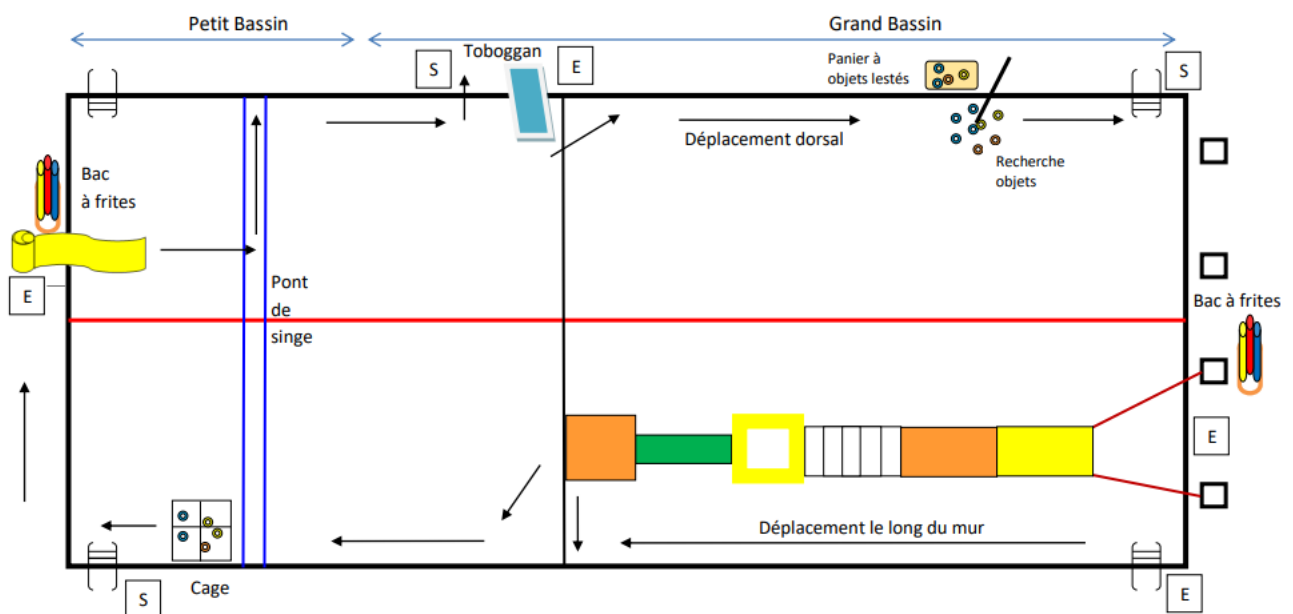 Petit Bassin
Grand Bassin
S
Toboggan
E
Panier à
objets lestés
S
Déplacement dorsal
Recherche
objets
Bac
à frites
E
Pont
de
singe
Bac à frites
E
Déplacement le long du mur
Cage
S
E